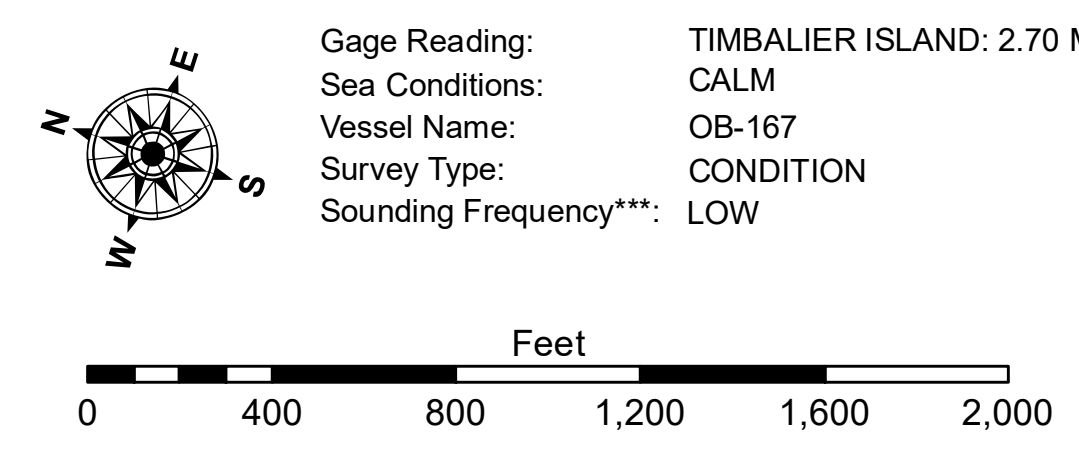 E
N
S
W
Gage Reading: TIMBALIER ISLAND: 2.70
Sea Conditions: CALM
Vessel Name: OB-167
Survey Type: CONDITION
Sounding Frequency***: LOW
Feet
0 400 800 1,200 1,600 2,000